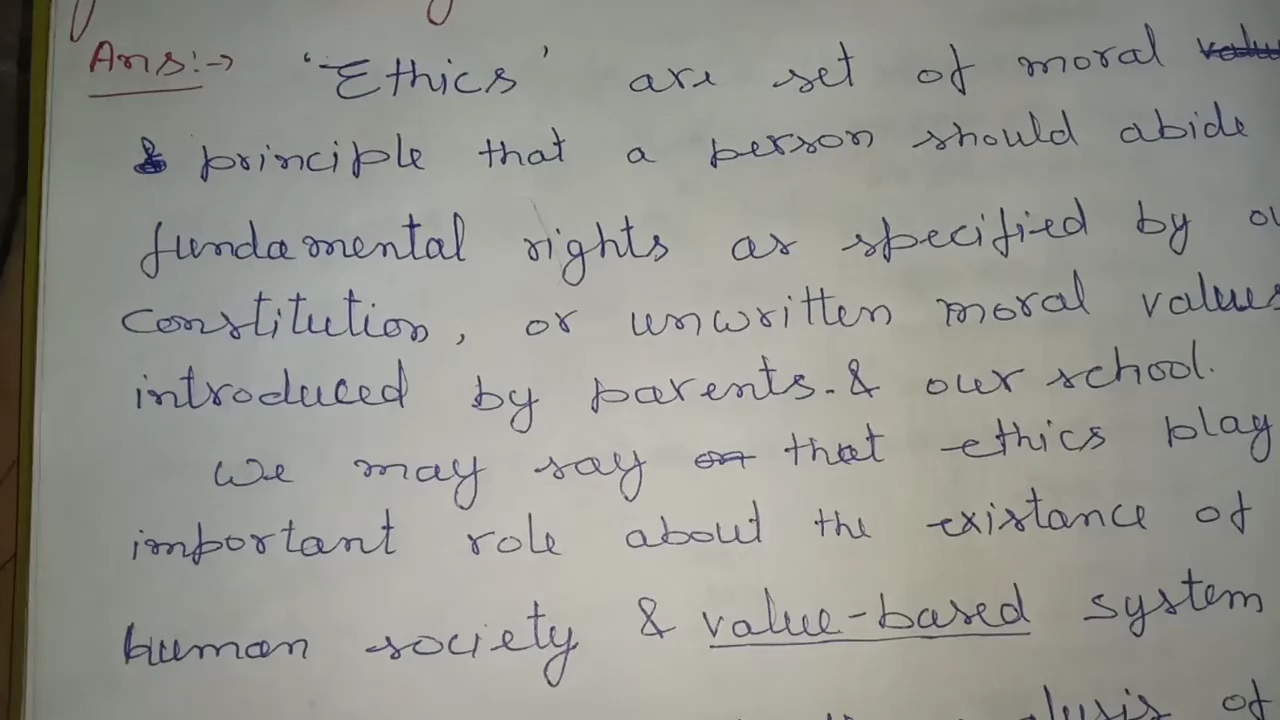 Ans:→ 'Ethics' are set of moral
& principle that a person should abide
fundamental rights as specified by
constitution, or unwritten moral values
introduced by parents. & our school.
We may say that ethics play
important role about the existance of
human society & value-based system
of